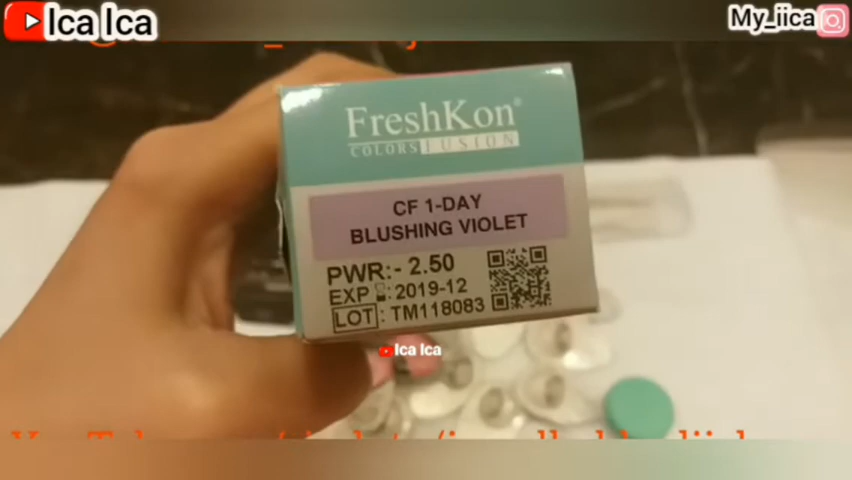 Ica Ica
My_iica
FreshKon®
COLORS FUSION
CF 1-DAY
BLUSHING VIOLET
PWR:- 2.50
EXP : 2019-12
LOT : TM118083
Ica Ica